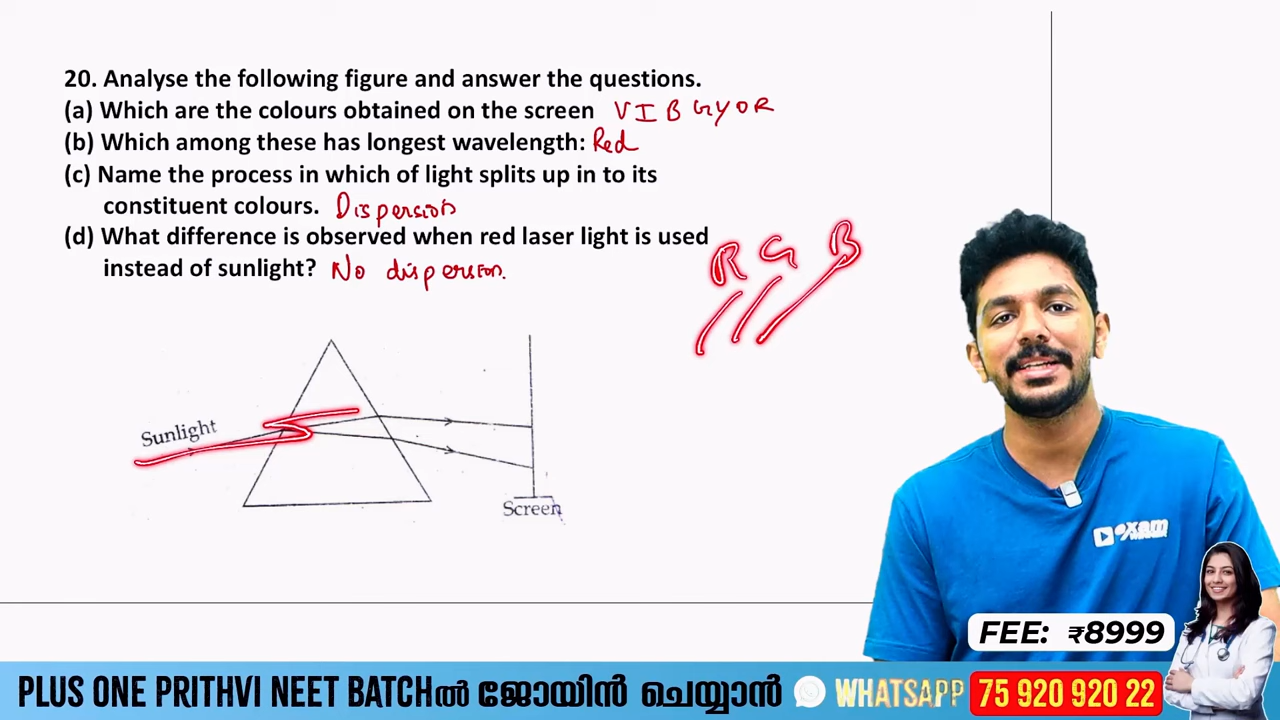 20. Analyse the following figure and answer the questions.
(a) Which are the colours obtained on the screen VIBGYOR
(b) Which among these has longest wavelength: Red
(c) Name the process in which of light splits up in to its
constituent colours. Dispersion
(d) What difference is observed when red laser light is used
instead of sunlight? No dispersion.
R G B
Sunlight
Screen
exam
FEE: ₹8999
PLUS ONE PRITHVI NEET BATCHൽ ജോയിൻ ചെയ്യാൻ WHATSAPP 75 920 920 22